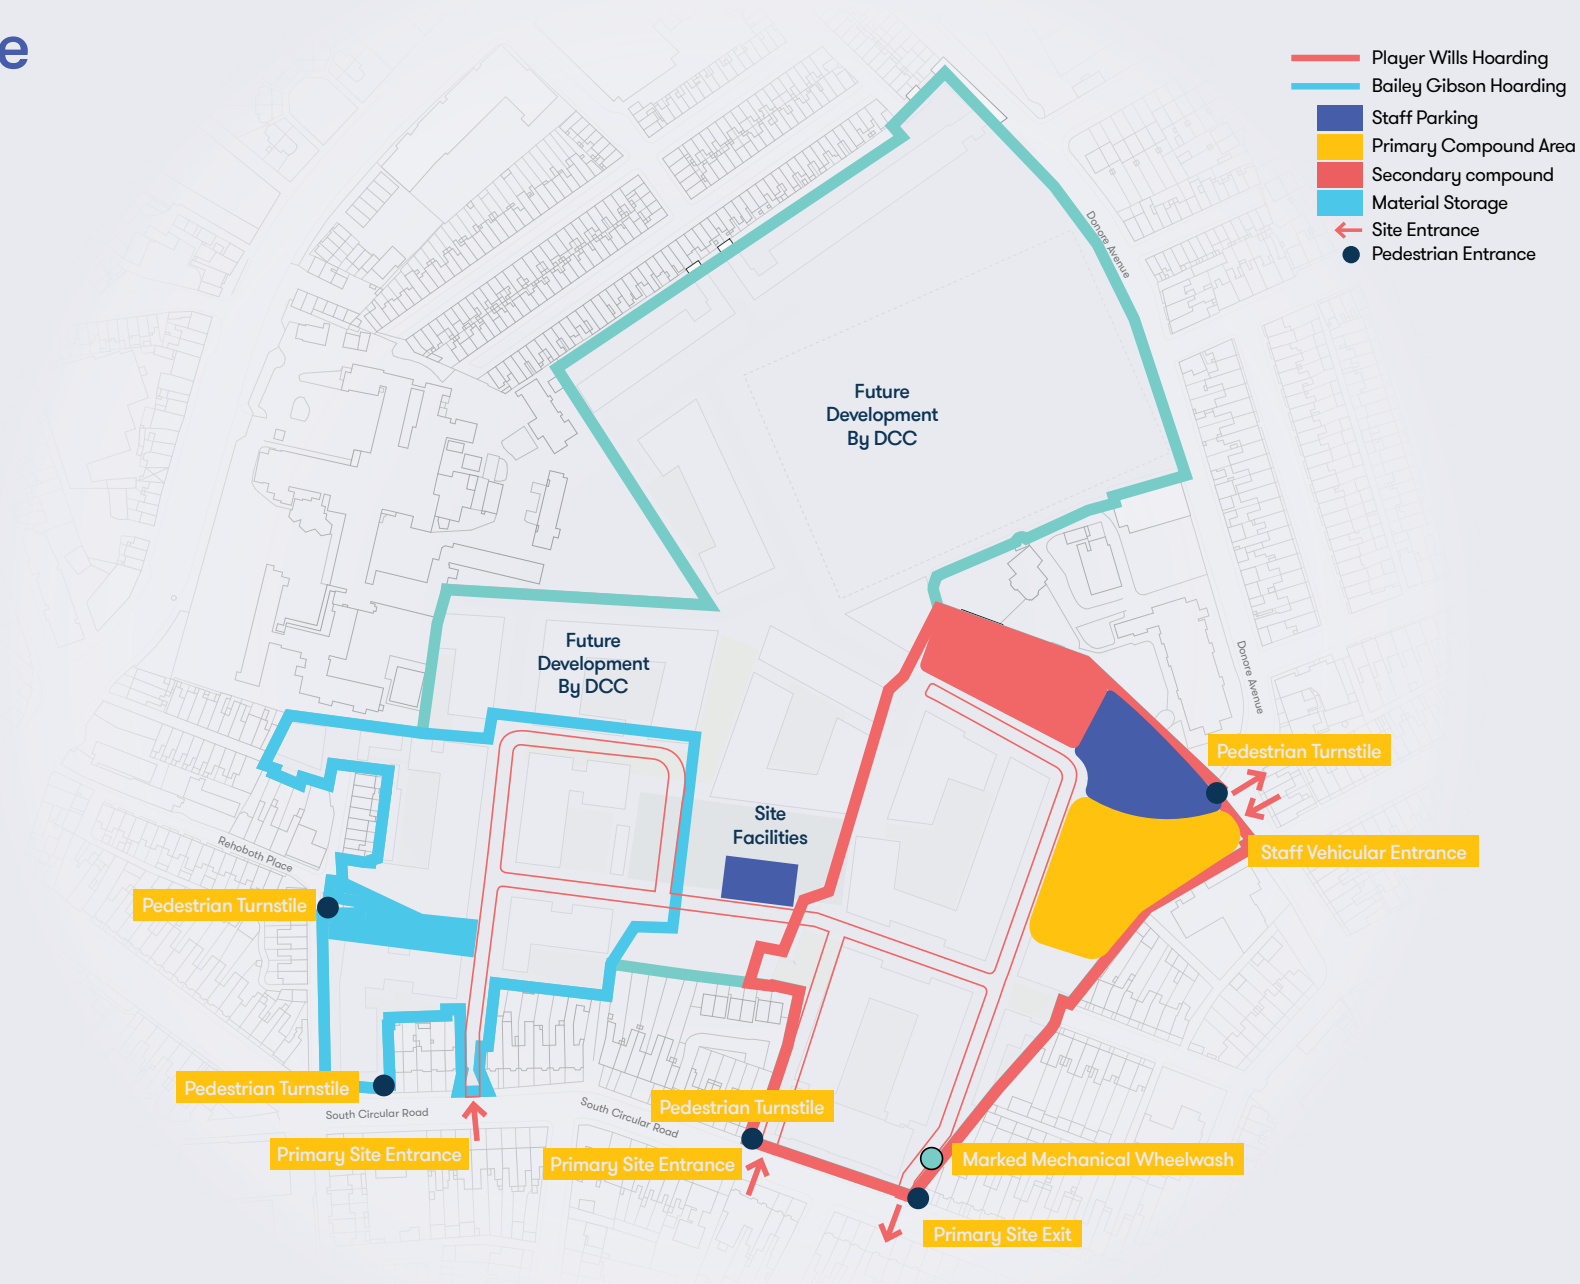 e
Player Wills Hoarding
Bailey Gibson Hoarding
Staff Parking
Primary Compound Area
Secondary compound
Material Storage
Site Entrance
Pedestrian Entrance
Donore Avenue
Future
Development
By DCC
Future
Development
By DCC
Donore Avenue
Pedestrian Turnstile
Site
Facilities
Staff Vehicular Entrance
Rehoboth Place
Pedestrian Turnstile
Pedestrian Turnstile
South Circular Road
South Circular Road
Pedestrian Turnstile
Primary Site Entrance
Primary Site Entrance
Marked Mechanical Wheelwash
Primary Site Exit